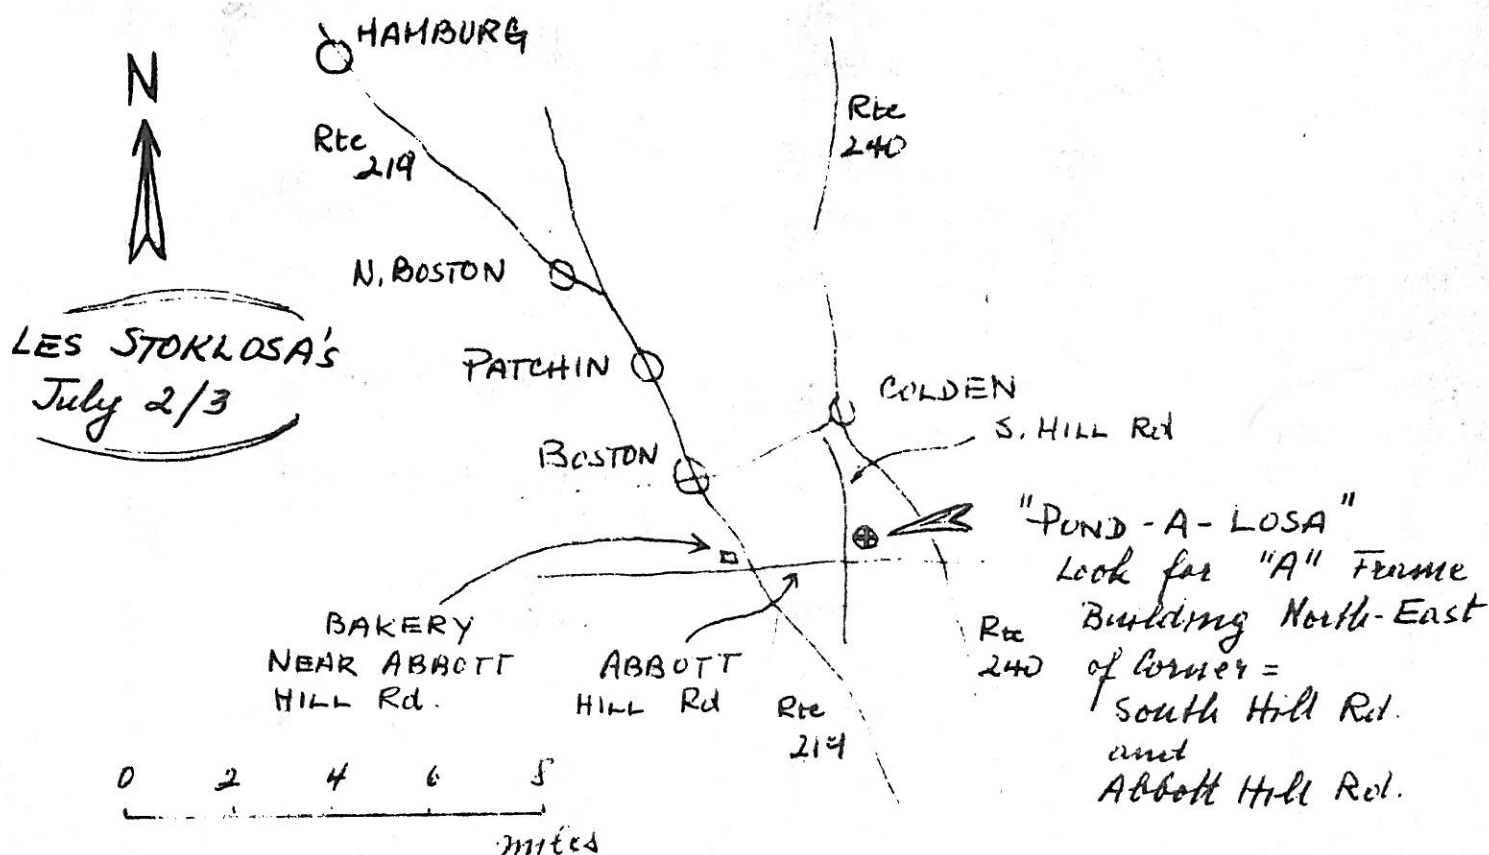 HAMBURG
N
Rte
219
Rte
240
N. BOSTON
LES STOKLOSA's
July 2/3
PATCHIN
COLDEN
S. HILL Rd
BOSTON
"POND-A-LOSA"
Look for "A" Frame
Building North-East
of Corner =
South Hill Rd.
and
Abbott Hill Rd.
BAKERY
NEAR ABBOTT
HILL Rd.
ABBOTT
HILL Rd
Rte
240
Rte
219
0 2 4 6 8
miles